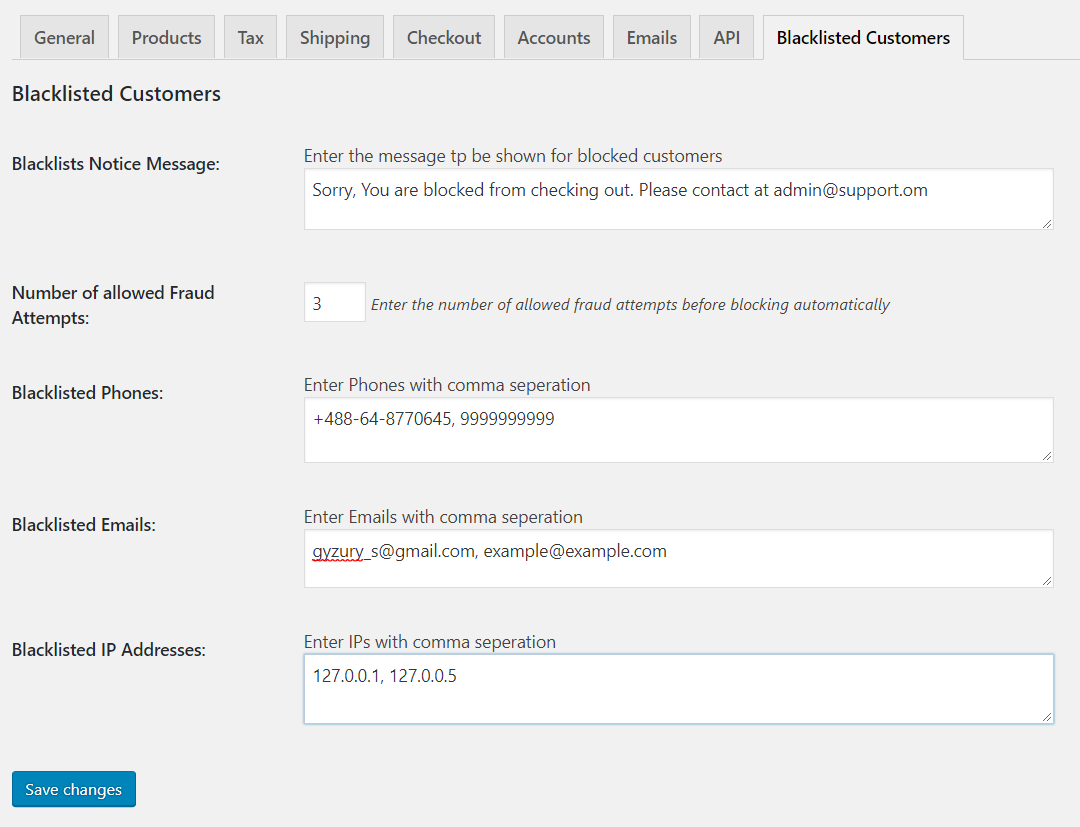 General Products Tax Shipping Checkout Accounts Emails API Blacklisted Customers
Blacklisted Customers
Blacklists Notice Message:
Enter the message tp be shown for blocked customers
Sorry, You are blocked from checking out. Please contact at admin@support.om
Number of allowed Fraud
Attempts:
3 Enter the number of allowed fraud attempts before blocking automatically
Blacklisted Phones:
Enter Phones with comma seperation
+488-64-8770645, 9999999999
Blacklisted Emails:
Enter Emails with comma seperation
gyzury_s@gmail.com, example@example.com
Blacklisted IP Addresses:
Enter IPs with comma seperation
127.0.0.1, 127.0.0.5
Save changes